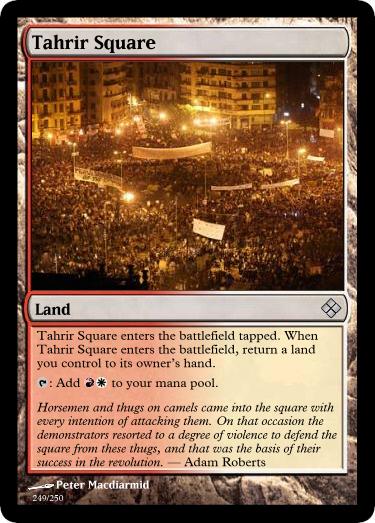 Tahrir Square
Land
Tahrir Square enters the battlefield tapped. When
Tahrir Square enters the battlefield, return a land
you control to its owner's hand.
: Add to your mana pool.
Horsemen and thugs on camels came into the square with
every intention of attacking them. On that occasion the
demonstrators resorted to a degree of violence to defend the
square from these thugs, and that was the basis of their
success in the revolution. — Adam Roberts
Peter Macdiarmid
249/250